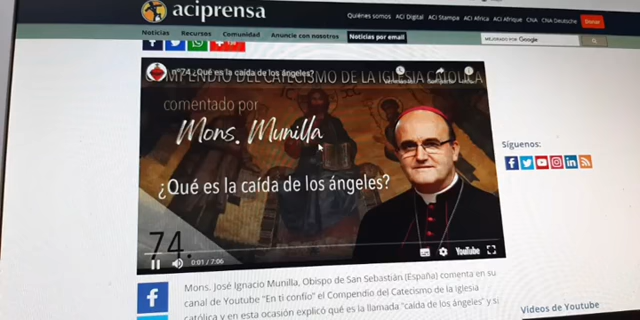 aciprensa
Quiénes somos ACI Digital ACI Stampa ACI Africa ACI Afrique CNA CNA Deutsche
Noticias Recursos Comunidad Anuncie con nosotros Noticias por email
Google
COMPENDIO DEL CATECISMO DE LA IGLESIA CATÓLICA
nº74 ¿Qué es la caída de los ángeles?
comentado por
Mons. Munilla
¿Qué es la caída de los ángeles?
74.
0:01 / 7:06
YouTube
Síguenos:
Mons. José Ignacio Munilla, Obispo de San Sebastián (España) comenta en su
canal de Youtube "En ti confío" el Compendio del Catecismo de la Iglesia
católica y en esta ocasión explicó qué es la llamada "caída de los ángeles" y si
Videos de Youtube